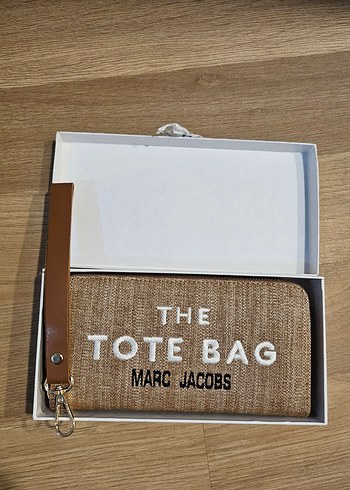 THE
TOTE BAG
MARC JACOBS